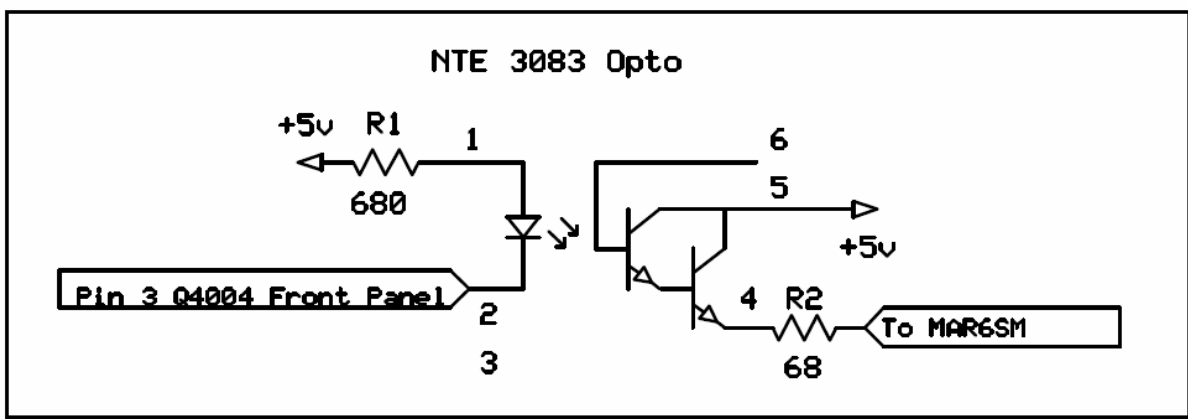 NTE 3083 Opto
+5v R1 1
680
6
5
+5v
Pin 3 Q4004 Front Panel
2
3
4 R2
To MAR6SM
68